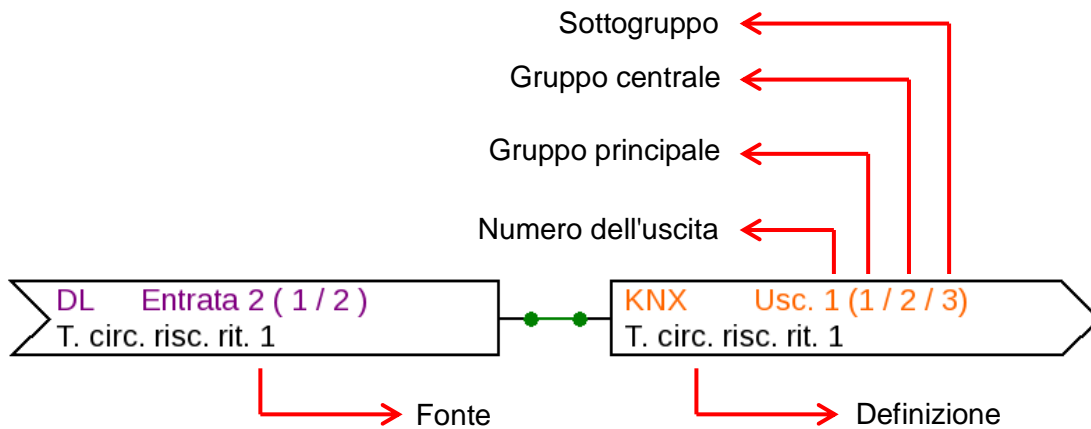 Sottogruppo
Gruppo centrale
Gruppo principale
Numero dell'uscita
DL Entrata 2 ( 1 / 2 )
T. circ. risc. rit. 1
KNX Usc. 1 (1 / 2 / 3)
T. circ. risc. rit. 1
Fonte
Definizione